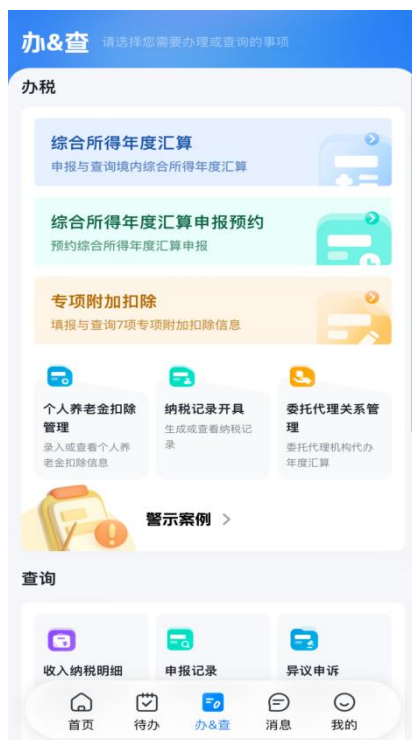 办&查 请选择您需要办理或查询的事项
办税
综合所得年度汇算
申报与查询境内综合所得年度汇算
综合所得年度汇算申报预约
预约综合所得年度汇算申报
专项附加扣除
填报与查询7项专项附加扣除信息
个人养老金扣除
管理
录入或查看个人养
老金扣除信息
纳税记录开具
生成或查看纳税记
录
委托代理关系管
理
委托代理机构代办
年度汇算
警示案例
查询
收入纳税明细
申报记录
异议申诉
首页
待办
办&查
消息
我的